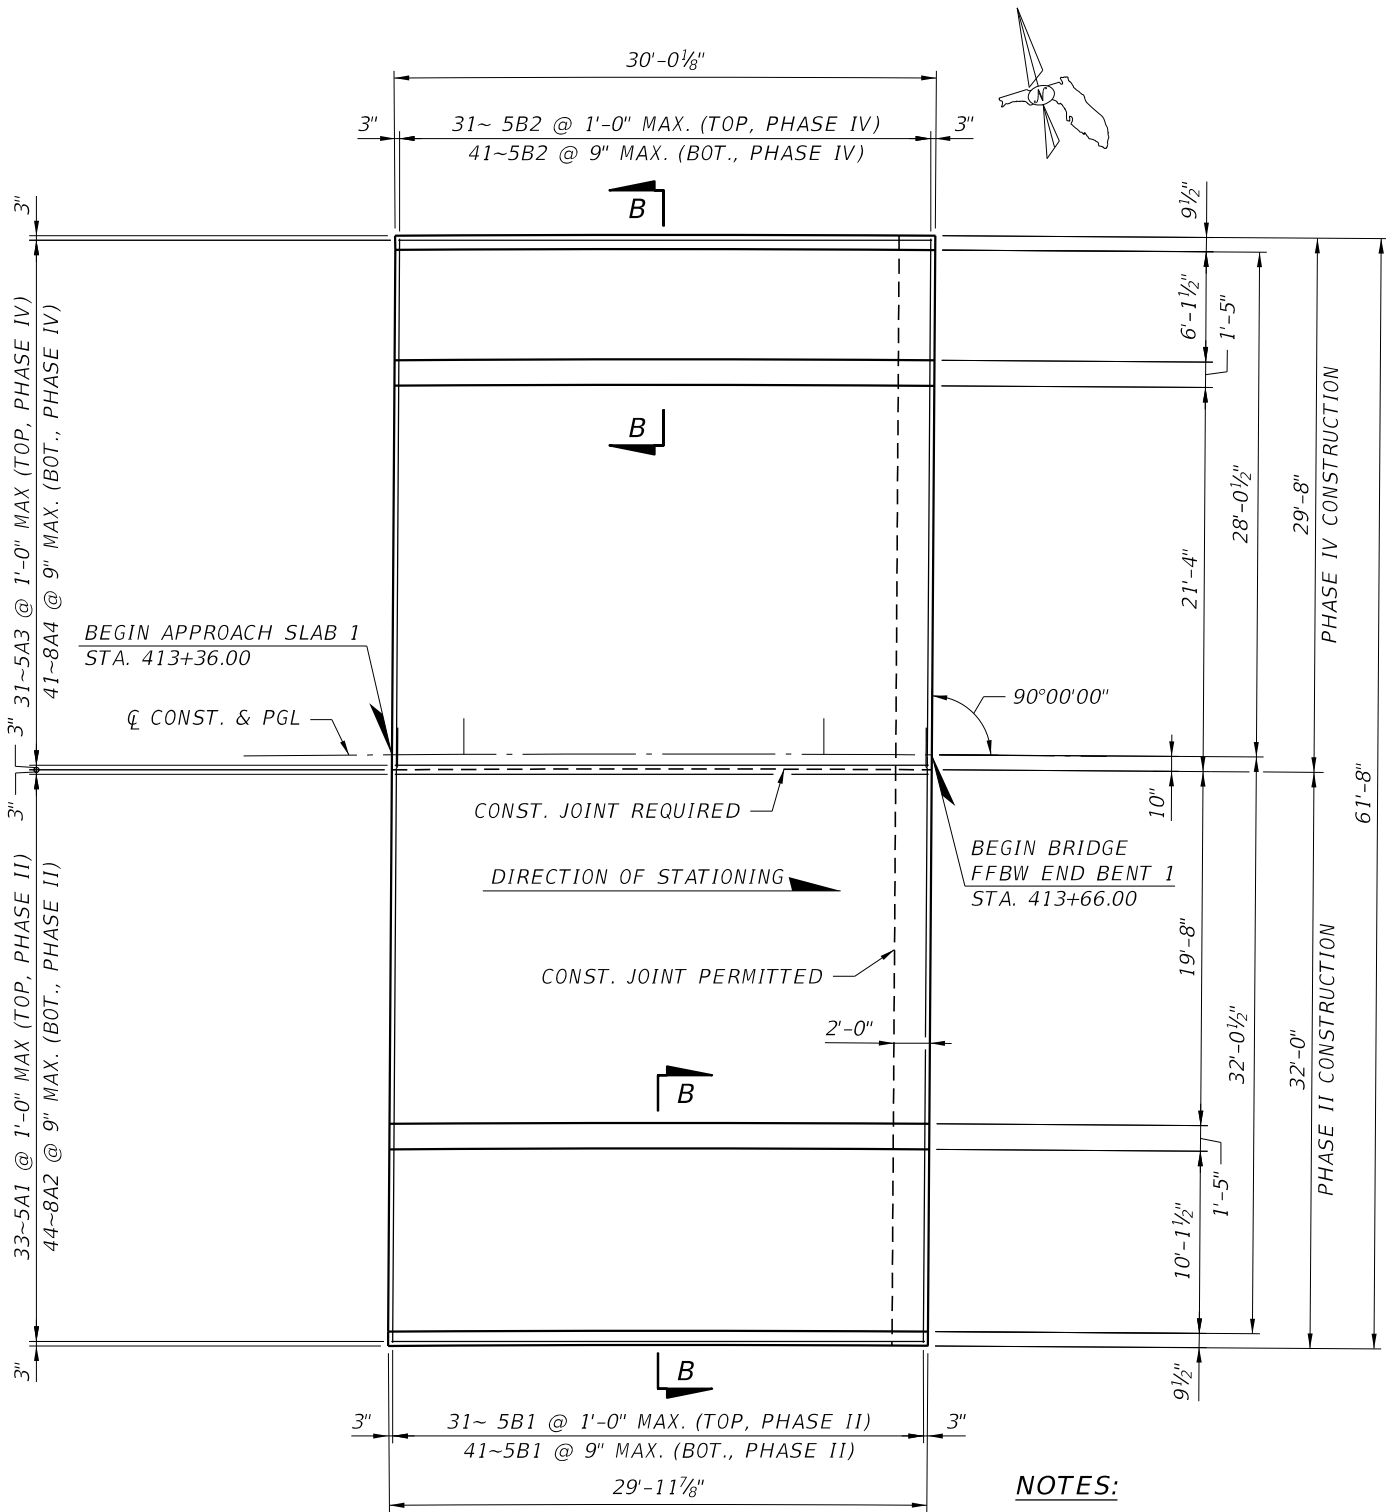 30'-0⅛"
3"
31~ 5B2 @ 1'-0" MAX. (TOP, PHASE IV)
3"
41~5B2 @ 9" MAX. (BOT., PHASE IV)
N
B
3"
9½"
6'-1½"
1'-5"
31~5A3 @ 1'-0" MAX (TOP, PHASE IV)
41~8A4 @ 9" MAX. (BOT., PHASE IV)
B
28'-0½"
29'-8"
PHASE IV CONSTRUCTION
21'-4"
BEGIN APPROACH SLAB 1
STA. 413+36.00
90°00'00"
℄ CONST. & PGL
3"
3"
10"
61'-8"
CONST. JOINT REQUIRED
BEGIN BRIDGE
FFBW END BENT 1
STA. 413+66.00
DIRECTION OF STATIONING
33~5A1 @ 1'-0" MAX (TOP, PHASE II)
44~8A2 @ 9" MAX. (BOT., PHASE II)
19'-8"
CONST. JOINT PERMITTED
2'-0"
32'-0½"
32'-0"
PHASE II CONSTRUCTION
B
1'-5"
10'-1½"
3"
B
9½"
3"
31~ 5B1 @ 1'-0" MAX. (TOP, PHASE II)
3"
41~5B1 @ 9" MAX. (BOT., PHASE II)
29'-11⅞"
NOTES: